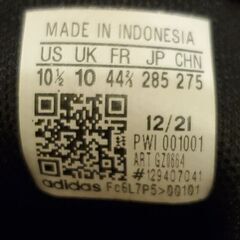 MADE IN INDONESIA
US UK FR JP CHN
10½ 10 44⅔ 285 275
12/21
PWI 001001
ART GZ0664
#129407041
adidas Fc6L7P5>00101